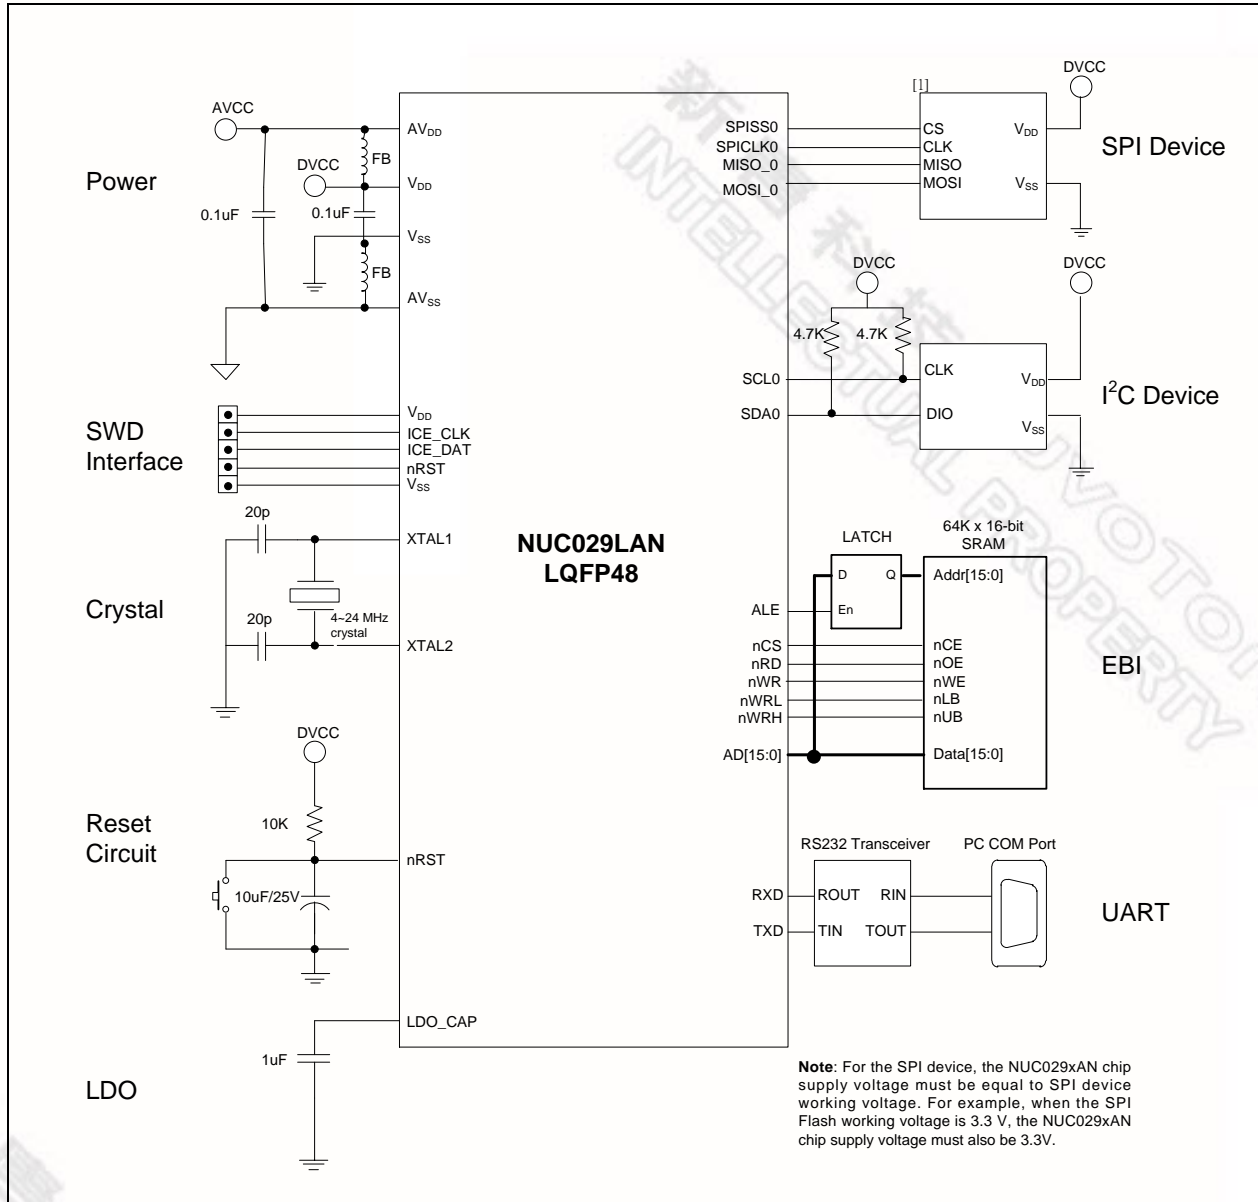 Power
AVCC
AVDD
FB
DVCC
VDD
0.1uF
0.1uF
VSS
FB
AVSS
SWD
Interface
VDD
ICE_CLK
ICE_DAT
nRST
VSS
Crystal
20p
XTAL1
20p
4~24 MHz
crystal
XTAL2
Reset
Circuit
DVCC
10K
nRST
10uF/25V
LDO
LDO_CAP
1uF
NUC029LAN
LQFP48
[1]
DVCC
SPISS0
SPICLK0
MISO_0
MOSI_0
CS
CLK
MISO
MOSI
VDD
VSS
SPI Device
DVCC
DVCC
4.7K
4.7K
SCL0
SDA0
CLK
DIO
VDD
VSS
I2C Device
LATCH
64K x 16-bit
SRAM
D
Q
En
Addr[15:0]
ALE
nCS
nRD
nWR
nWRL
nWRH
AD[15:0]
nCE
nOE
nWE
nLB
nUB
Data[15:0]
EBI
RS232 Transceiver
PC COM Port
RXD
TXD
ROUT
RIN
TIN
TOUT
UART
Note: For the SPI device, the NUC029xAN chip
supply voltage must be equal to SPI device
working voltage. For example, when the SPI
Flash working voltage is 3.3 V, the NUC029xAN
chip supply voltage must also be 3.3V.
新唐科技
NUVOTON
INTELLECTUAL PROPERTY